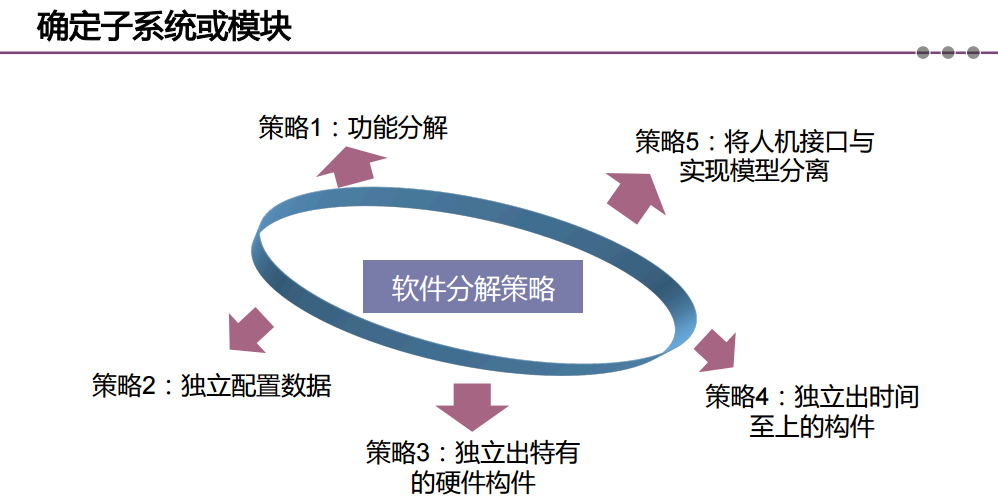 确定子系统或模块
策略1：功能分解
策略5：将人机接口与
实现模型分离
软件分解策略
策略2：独立配置数据
策略4：独立出时间
至上的构件
策略3：独立出特有
的硬件构件